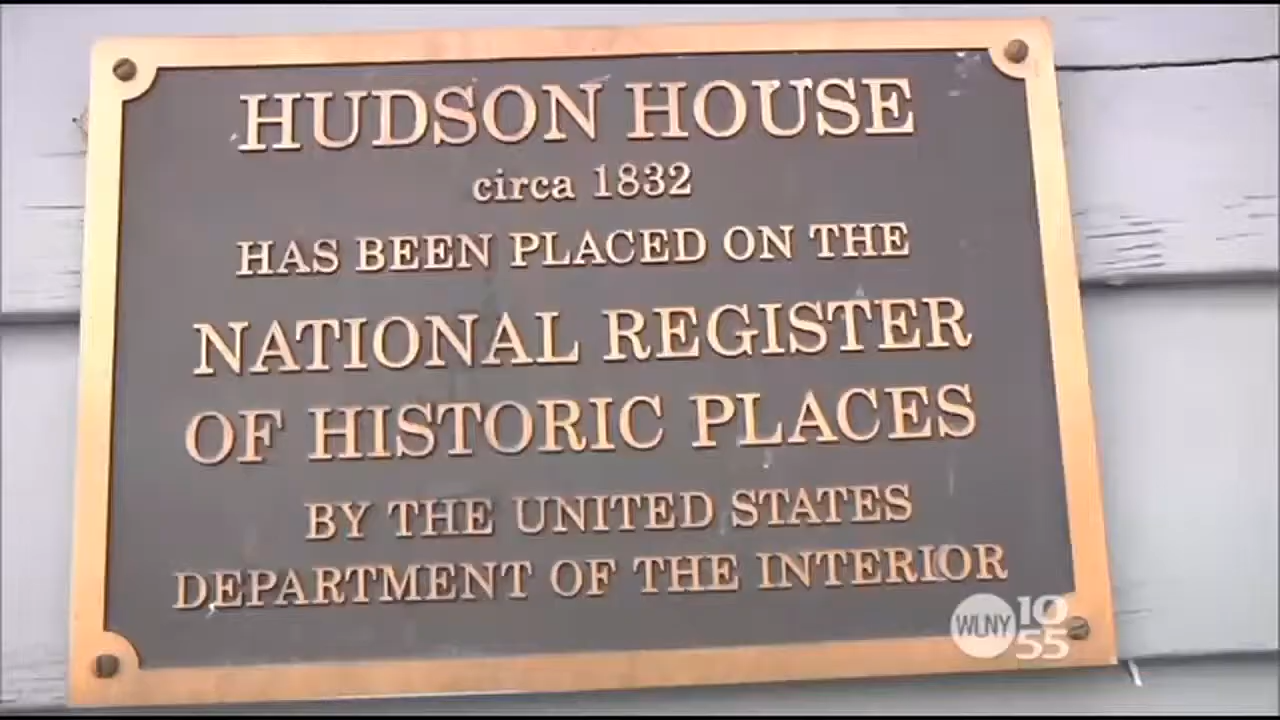 HUDSON HOUSE
circa 1832
HAS BEEN PLACED ON THE
NATIONAL REGISTER
OF HISTORIC PLACES
BY THE UNITED STATES
DEPARTMENT OF THE INTERIOR
WLNY 10
55